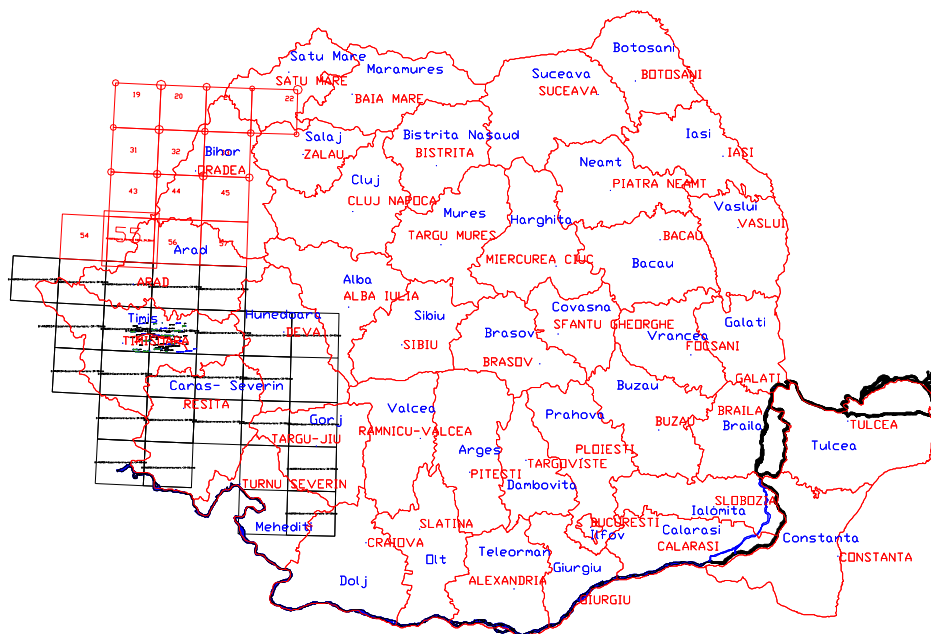 Botosani
Satu Mare
Maramures
Suceava
BOTOSANI
SATU MARE
SUCEAVA
BAIA MARE
19
20
21
22
Salaj
Bistrita Nasaud
Iasi
31
32
Bihor
ZALAU
BISTRITA
Neamt
IASI
ORADEA
Cluj
PIATRA NEAMT
43
44
45
CLUJ NAPOCA
Mures
Harghita
Vaslui
VASLUI
54
55
56
57
Arad
TARGU MURES
BACAU
MIERCUREA CIUC
Bacau
ARAD
Alba
ALBA IULIA
Timis
Hunedoara
Sibiu
Covasna
Galati
TIMISOARA
DEVA
SIBIU
Brasov
SFANTU GHEORGHE
Vrancea
FOCSANI
BRASOV
Caras- Severin
Buzau
GALATI
RESITA
Valcea
Prahova
BRAILA
Gorj
RAMNICU-VALCEA
BUZAU
Braila
TULCEA
TARGU-JIU
Arges
PLOIESTI
Tulcea
PITESTI
TARGOVISTE
TURNU SEVERIN
Dambovita
SLOBOZIA
Ialomita
Mehediti
SLATINA
BUCURESTI
Ilfov
Calarasi
Constanta
CRAIOVA
CALARASI
Olt
Teleorman
CONSTANTA
Dolj
ALEXANDRIA
Giurgiu
GIURGIU